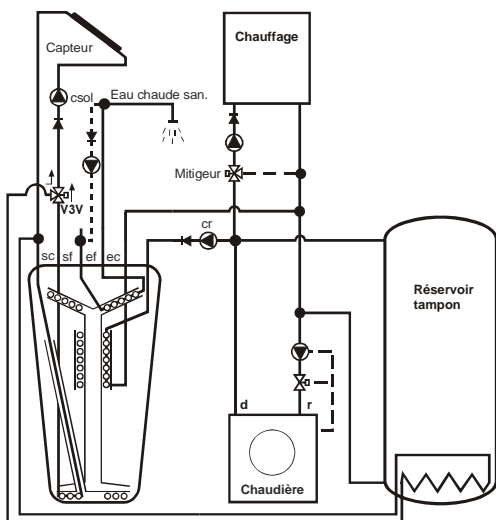 Capteur
Chauffage
csol
Eau chaude san.
Mitigeur
V3V
cr
sc sf ef ec
Réservoir
tampon
d r
Chaudière